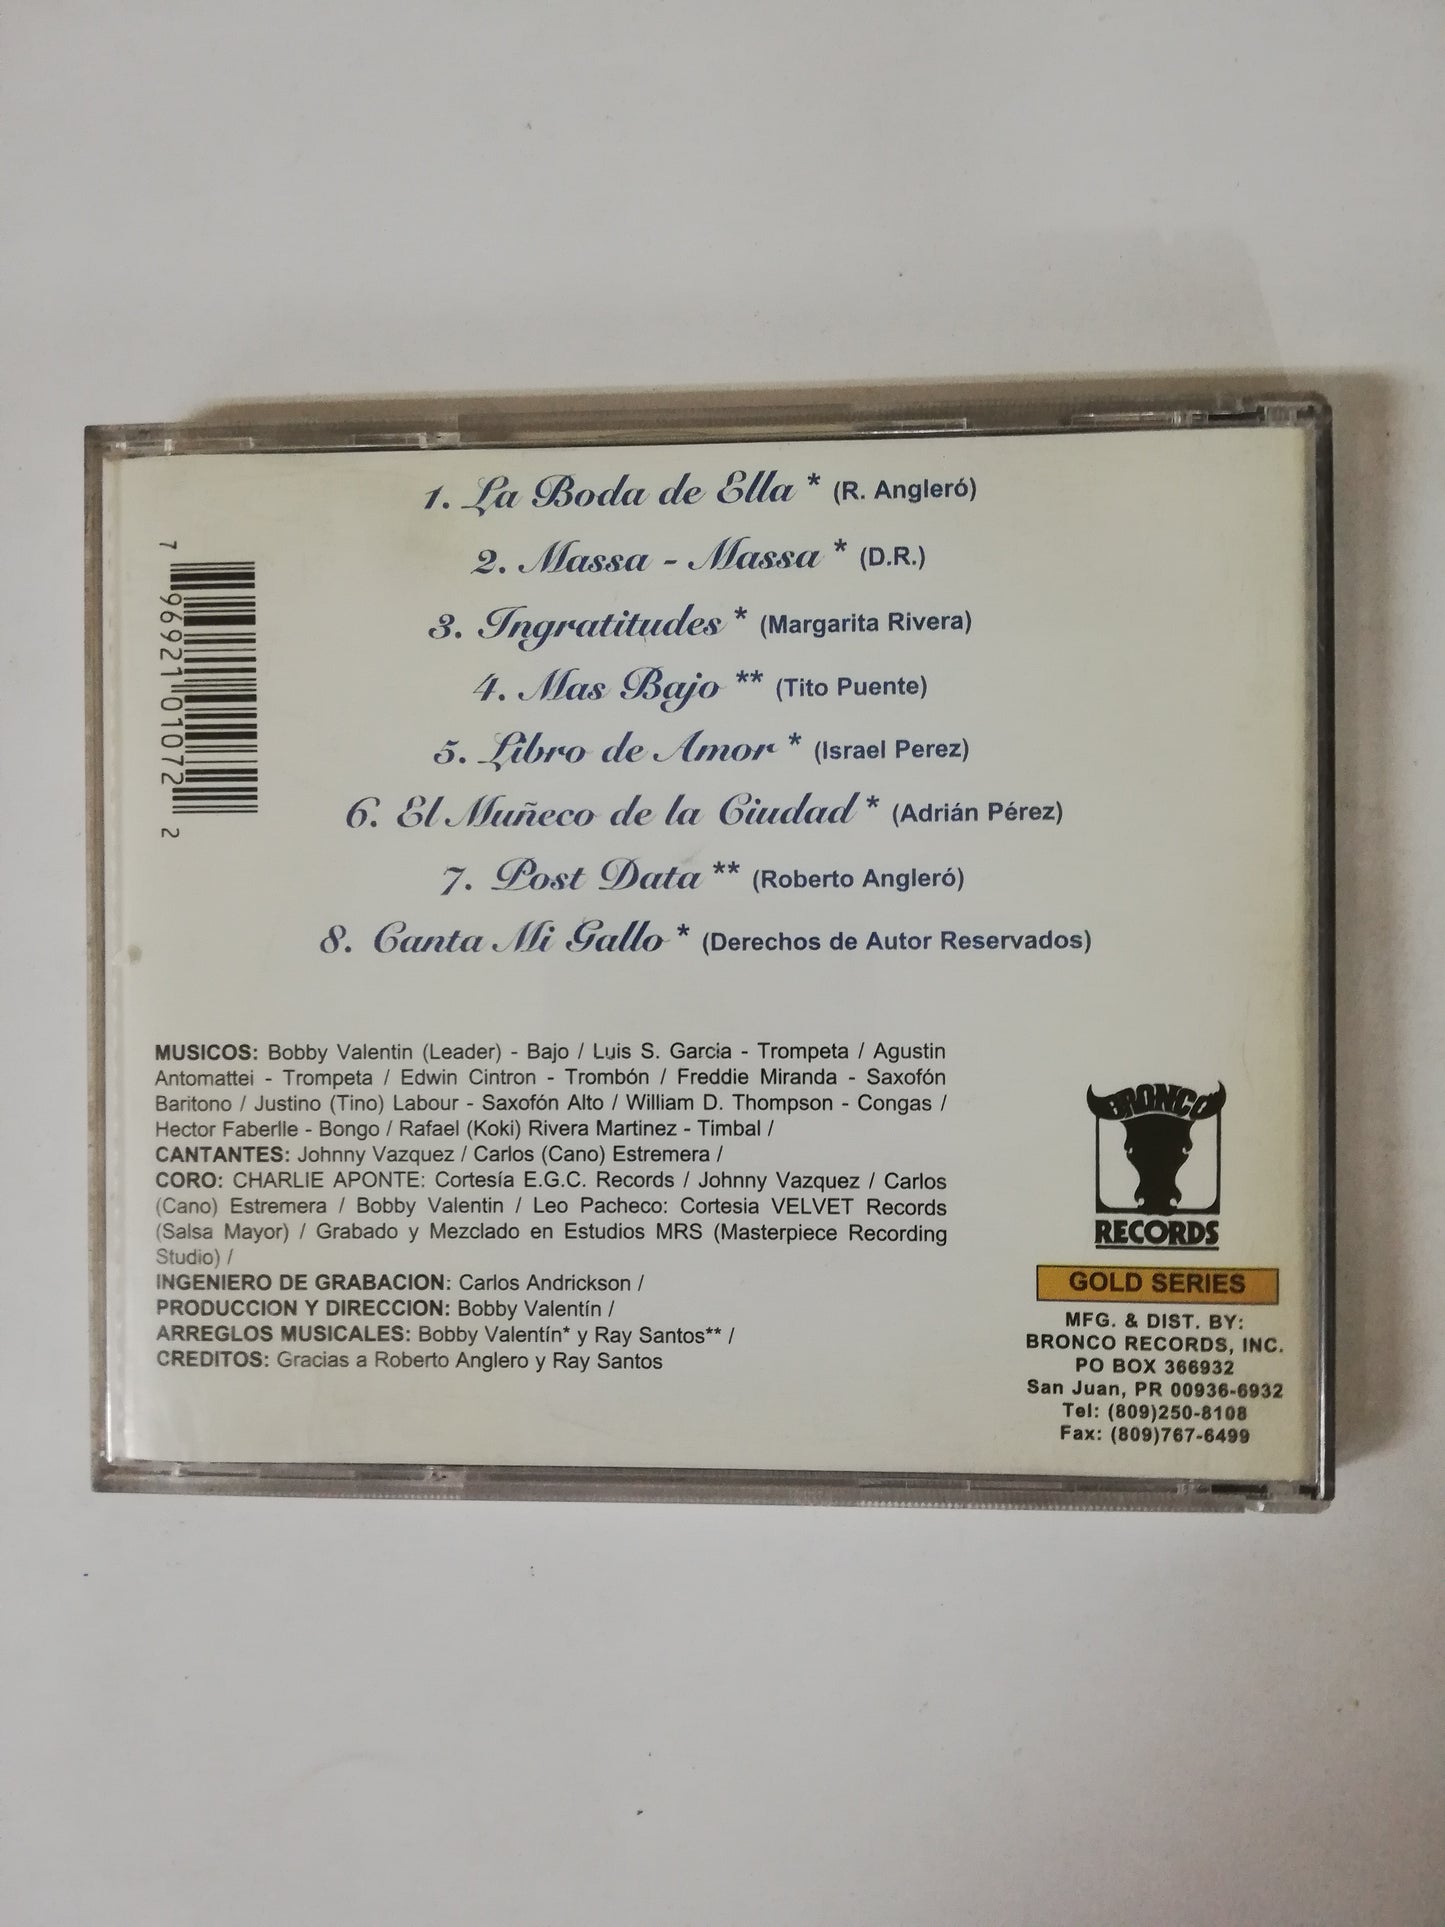 1. La Boda de Ella * (R. Angleró)
2. Massa - Massa * (D.R.)
3. Ingratitudes * (Margarita Rivera)
4. Mas Bajo ** (Tito Puente)
5. Libro de Amor * (Israel Perez)
6. El Muñeco de la Ciudad * (Adrián Pérez)
7. Post Data ** (Roberto Angleró)
8. Canta Mi Gallo * (Derechos de Autor Reservados)
7 96921 01072 2
MUSICOS: Bobby Valentin (Leader) - Bajo / Luis S. Garcia - Trompeta / Agustin
Antomattei - Trompeta / Edwin Cintron - Trombón / Freddie Miranda - Saxofón
Baritono / Justino (Tino) Labour - Saxofón Alto / William D. Thompson - Congas /
Hector Faberlle - Bongo / Rafael (Koki) Rivera Martinez - Timbal /
CANTANTES: Johnny Vazquez / Carlos (Cano) Estremera /
CORO: CHARLIE APONTE: Cortesía E.G.C. Records / Johnny Vazquez / Carlos
(Cano) Estremera / Bobby Valentin / Leo Pacheco: Cortesia VELVET Records
(Salsa Mayor) / Grabado y Mezclado en Estudios MRS (Masterpiece Recording
Studio) /
INGENIERO DE GRABACION: Carlos Andrickson /
PRODUCCION Y DIRECCION: Bobby Valentín /
ARREGLOS MUSICALES: Bobby Valentín* y Ray Santos** /
CREDITOS: Gracias a Roberto Anglero y Ray Santos
BRONCO
RECORDS
GOLD SERIES
MFG. & DIST. BY:
BRONCO RECORDS, INC.
PO BOX 366932
San Juan, PR 00936-6932
Tel: (809)250-8108
Fax: (809)767-6499